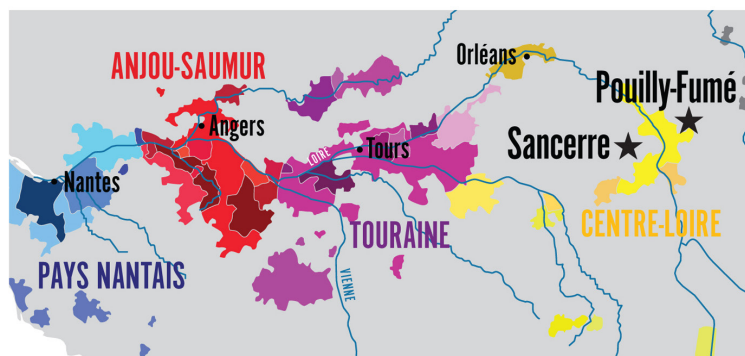 ANJOU-SAUMUR
Orléans
Pouilly-Fumé
Angers
LOIRE
Tours
Sancerre
Nantes
TOURAINE
CENTRE-LOIRE
PAYS NANTAIS
VIENNE